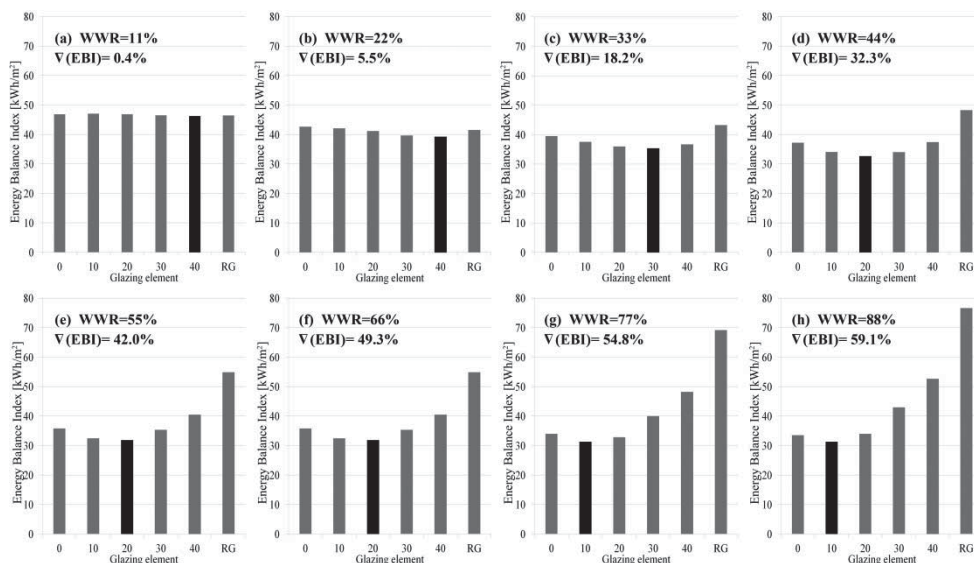 80
70
60
50
40
30
20
10
0
Energy Balance Index [kWh/m²]
(a) WWR=11%
∇(EBI)= 0.4%
0 10 20 30 40 RG
Glazing element
80
70
60
50
40
30
20
10
0
Energy Balance Index [kWh/m²]
(b) WWR=22%
∇(EBI)= 5.5%
0 10 20 30 40 RG
Glazing element
80
70
60
50
40
30
20
10
0
Energy Balance Index [kWh/m²]
(c) WWR=33%
∇(EBI)= 18.2%
0 10 20 30 40 RG
Glazing element
80
70
60
50
40
30
20
10
0
Energy Balance Index [kWh/m²]
(d) WWR=44%
∇(EBI)= 32.3%
0 10 20 30 40 RG
Glazing element
80
70
60
50
40
30
20
10
0
Energy Balance Index [kWh/m²]
(e) WWR=55%
∇(EBI)= 42.0%
0 10 20 30 40 RG
Glazing element
80
70
60
50
40
30
20
10
0
Energy Balance Index [kWh/m²]
(f) WWR=66%
∇(EBI)= 49.3%
0 10 20 30 40 RG
Glazing element
80
70
60
50
40
30
20
10
0
Energy Balance Index [kWh/m²]
(g) WWR=77%
∇(EBI)= 54.8%
0 10 20 30 40 RG
Glazing element
80
70
60
50
40
30
20
10
0
Energy Balance Index [kWh/m²]
(h) WWR=88%
∇(EBI)= 59.1%
0 10 20 30 40 RG
Glazing element